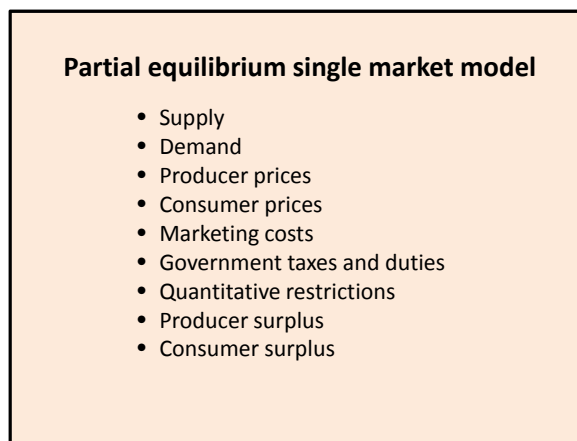 Partial equilibrium single market model
• Supply
• Demand
• Producer prices
• Consumer prices
• Marketing costs
• Government taxes and duties
• Quantitative restrictions
• Producer surplus
• Consumer surplus